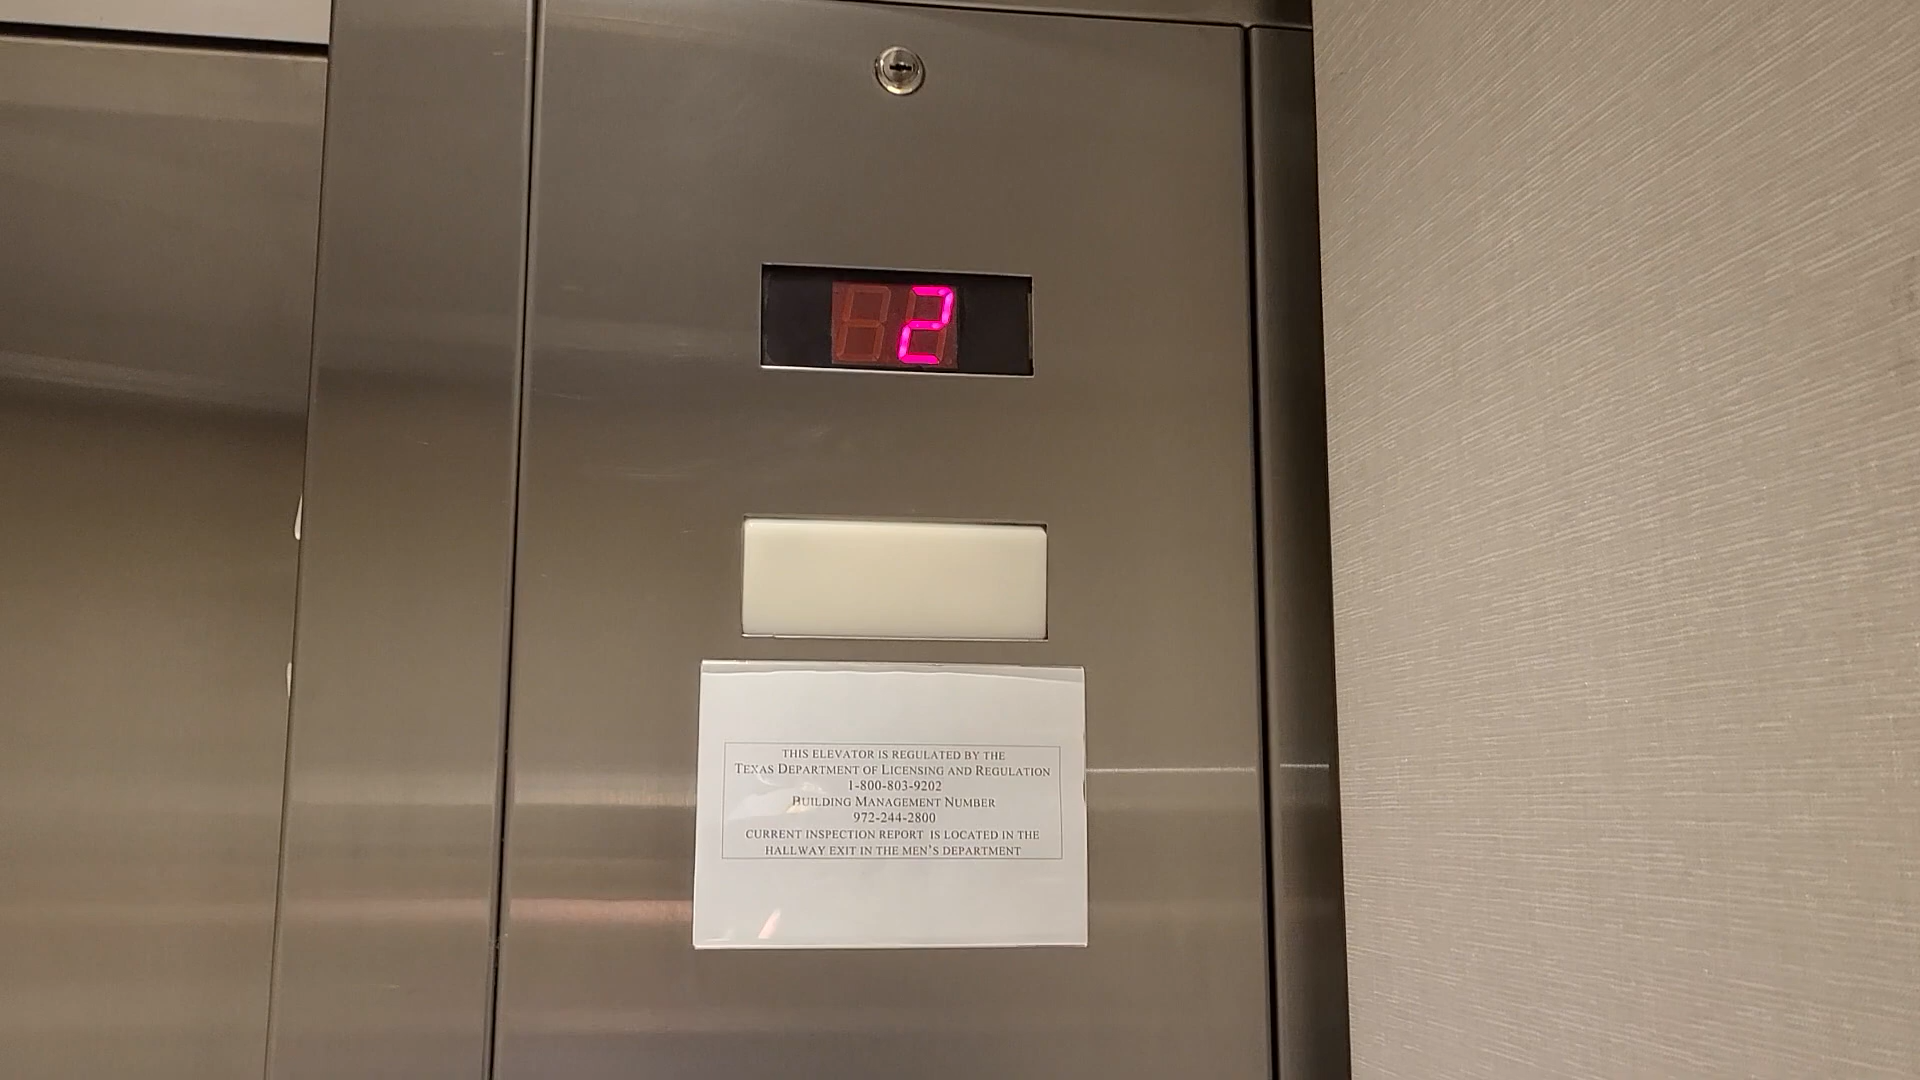 2
THIS ELEVATOR IS REGULATED BY THE
TEXAS DEPARTMENT OF LICENSING AND REGULATION
1-800-803-9202
BUILDING MANAGEMENT NUMBER
972-244-2800
CURRENT INSPECTION REPORT IS LOCATED IN THE
HALLWAY EXIT IN THE MEN'S DEPARTMENT